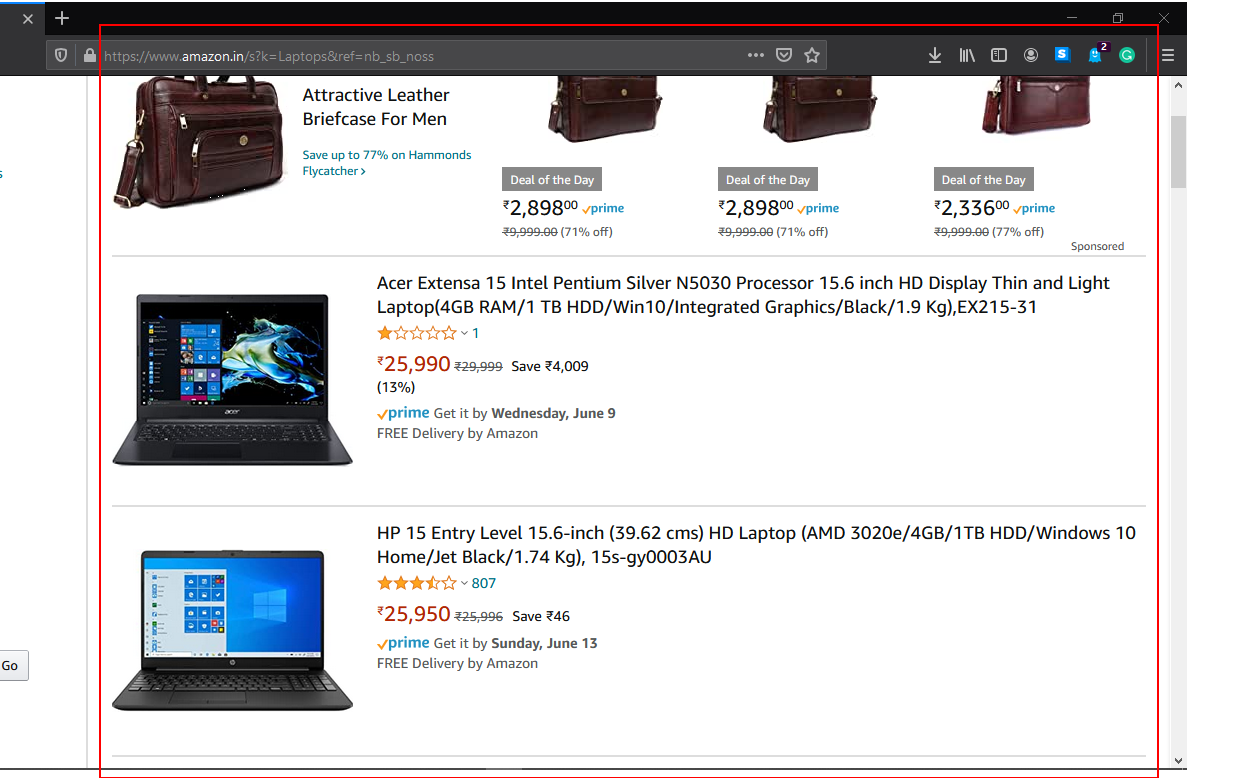 https://www.amazon.in/s?k=Laptops&ref=nb_sb_noss
2
Attractive Leather
Briefcase For Men
Save up to 77% on Hammonds
Flycatcher ›
Deal of the Day
₹2,89800 prime
₹9,999.00 (71% off)
Deal of the Day
₹2,89800 prime
₹9,999.00 (71% off)
Deal of the Day
₹2,33600 prime
₹9,999.00 (77% off)
Sponsored
Acer Extensa 15 Intel Pentium Silver N5030 Processor 15.6 inch HD Display Thin and Light
Laptop(4GB RAM/1 TB HDD/Win10/Integrated Graphics/Black/1.9 Kg),EX215-31
1
₹25,990 ₹29,999 Save ₹4,009
(13%)
prime Get it by Wednesday, June 9
FREE Delivery by Amazon
acer
HP 15 Entry Level 15.6-inch (39.62 cms) HD Laptop (AMD 3020e/4GB/1TB HDD/Windows 10
Home/Jet Black/1.74 Kg), 15s-gy0003AU
807
₹25,950 ₹25,996 Save ₹46
prime Get it by Sunday, June 13
FREE Delivery by Amazon
Go